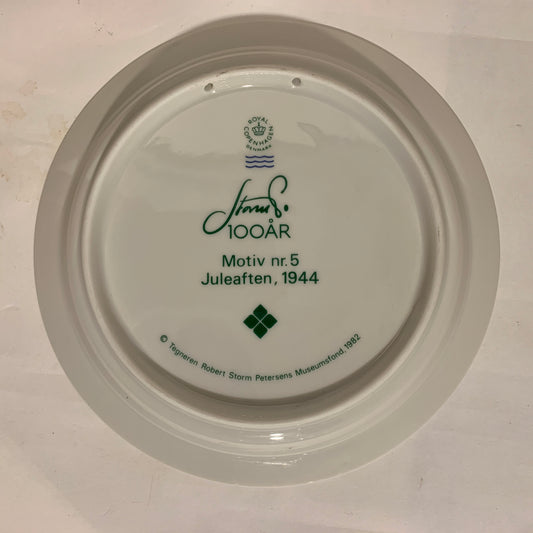 ROYAL
COPENHAGEN
DENMARK
Storm P.
100ÅR
Motiv nr.5
Juleaften, 1944
© Tegneren Robert Storm Petersens Museumsfond, 1982